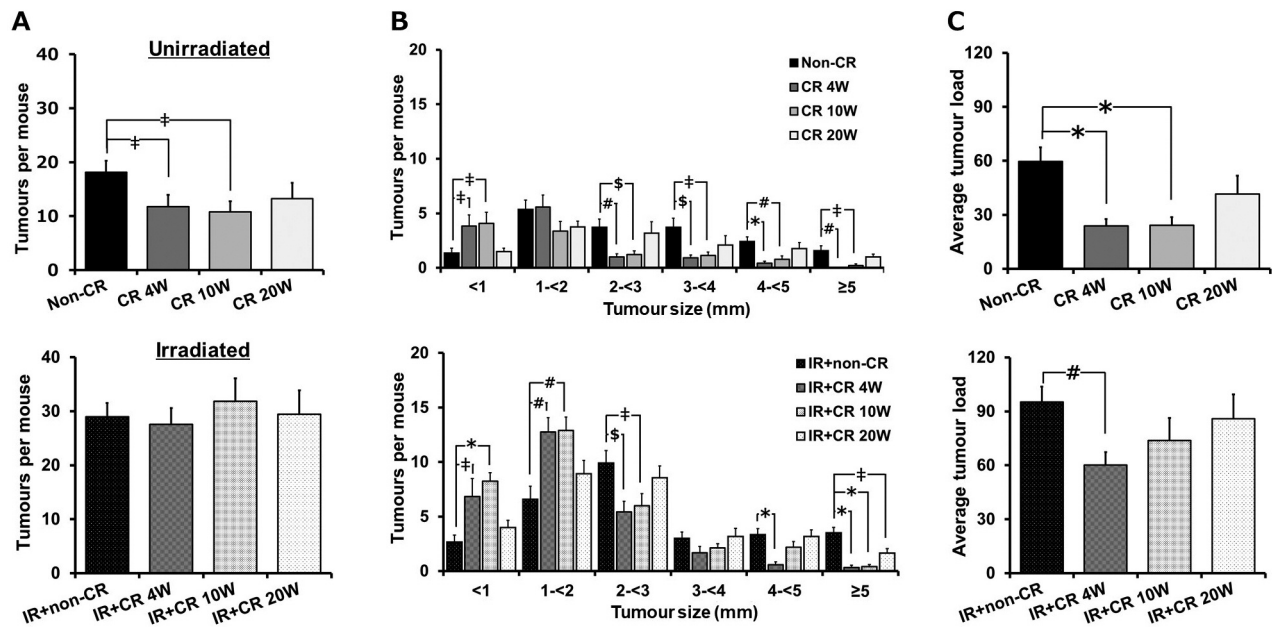 A
Unirradiated
Tumours per mouse
40
30
20
10
0
‡
‡
Non-CR
CR 4W
CR 10W
CR 20W
Irradiated
Tumours per mouse
40
30
20
10
0
IR+non-CR
IR+CR 4W
IR+CR 10W
IR+CR 20W
B
Tumours per mouse
20
15
10
5
0
Non-CR
CR 4W
CR 10W
CR 20W
‡
‡
$
#
‡
$
#
*
‡
#
<1
1-<2
2-<3
3-<4
4-<5
≥5
Tumour size (mm)
Tumours per mouse
20
15
10
5
0
IR+non-CR
IR+CR 4W
IR+CR 10W
IR+CR 20W
*
‡
#
#
‡
$
*
‡
*
*
<1
1-<2
2-<3
3-<4
4-<5
≥5
Tumour size (mm)
C
Average tumour load
120
90
60
30
0
*
*
Non-CR
CR 4W
CR 10W
CR 20W
Average tumour load
120
90
60
30
0
#
IR+non-CR
IR+CR 4W
IR+CR 10W
IR+CR 20W